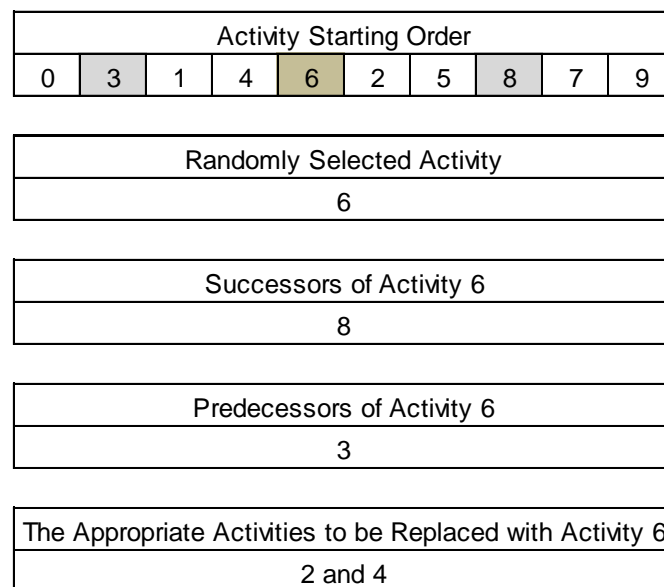 Activity Starting Order
0 3 1 4 6 2 5 8 7 9
Randomly Selected Activity
6
Successors of Activity 6
8
Predecessors of Activity 6
3
The Appropriate Activities to be Replaced with Activity 6
2 and 4